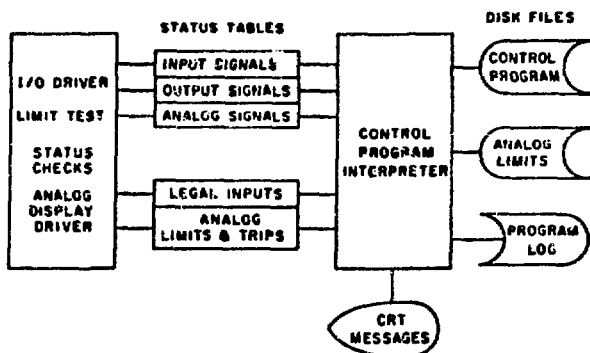 STATUS TABLES
DISK FILES
I/O DRIVER
LIMIT TEST
STATUS
CHECKS
ANALOG
DISPLAY
DRIVER
INPUT SIGNALS
OUTPUT SIGNALS
ANALOG SIGNALS
LEGAL INPUTS
ANALOG
LIMITS & TRIPS
CONTROL
PROGRAM
INTERPRETER
CONTROL
PROGRAM
ANALOG
LIMITS
PROGRAM
LOG
CRT
MESSAGES